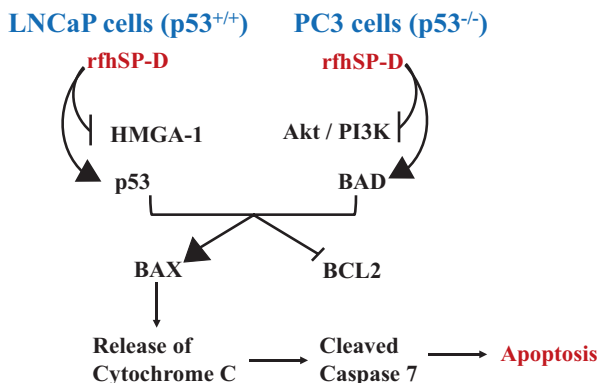 LNCaP cells (p53+/+)
PC3 cells (p53-/-)
rfhSP-D
rfhSP-D
HMGA-1
Akt / PI3K
p53
BAD
BAX
BCL2
Release of
Cytochrome C
Cleaved
Caspase 7
Apoptosis